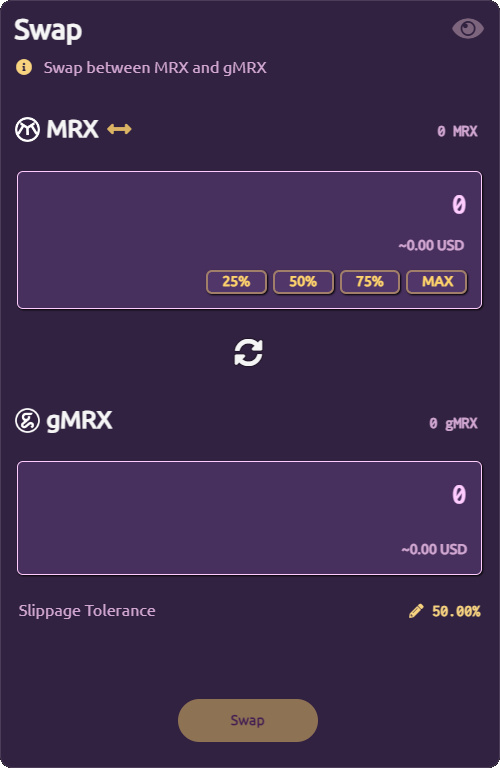 Swap
Swap between MRX and gMRX
MRX
0 MRX
0
~0.00 USD
25% 50% 75% MAX
gMRX
0 gMRX
0
~0.00 USD
Slippage Tolerance
50.00%
Swap